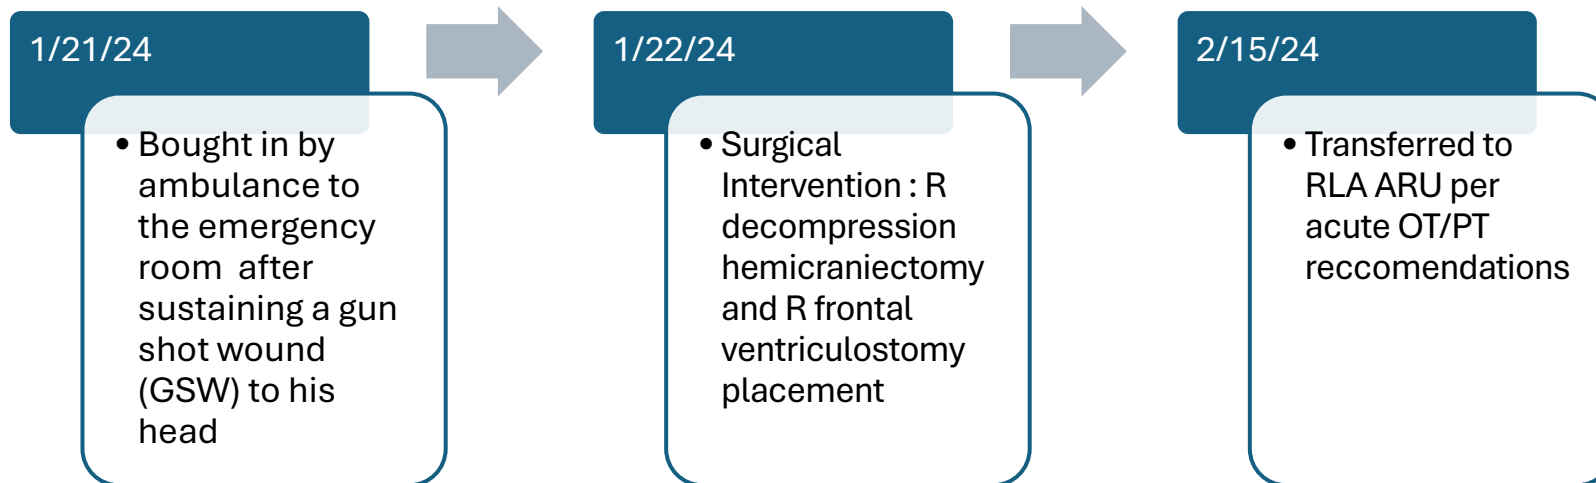 1/21/24
• Bought in by
ambulance to
the emergency
room  after
sustaining a gun
shot wound
(GSW) to his
head
1/22/24
• Surgical
Intervention : R
decompression
hemicraniectomy
and R frontal
ventriculostomy
placement
2/15/24
• Transferred to
RLA ARU per
acute OT/PT
reccomendations